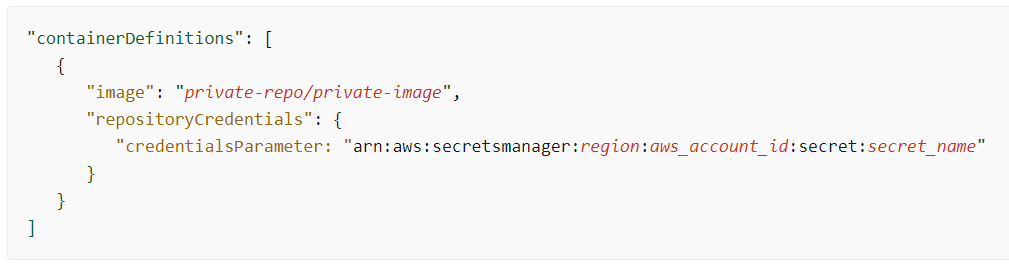 "containerDefinitions": [
{
"image": "private-repo/private-image",
"repositoryCredentials": {
"credentialsParameter: "arn:aws:secretsmanager:region:aws_account_id:secret:secret_name"
}
}
]